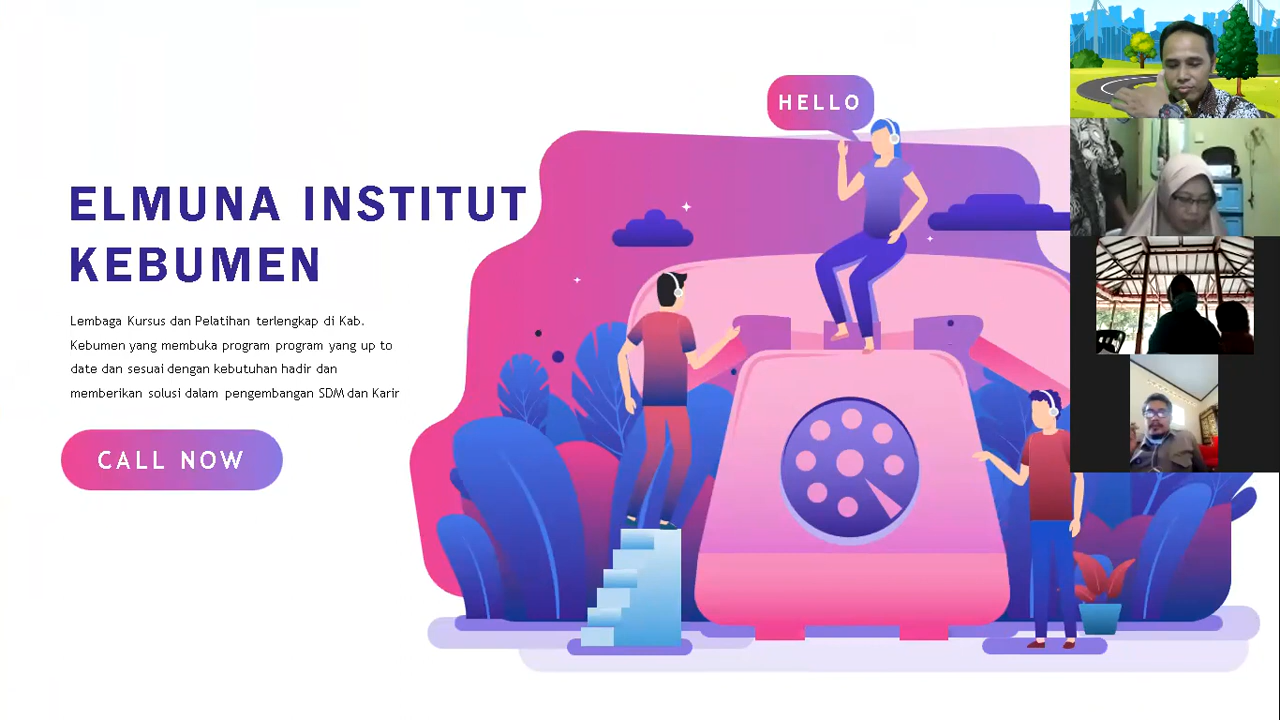 HELLO
ELMUNA INSTITUT
KEBUMEN
Lembaga Kursus dan Pelatihan terlengkap di Kab.
Kebumen yang membuka program program yang up to
date dan sesuai dengan kebutuhan hadir dan
memberikan solusi dalam pengembangan SDM dan Karir
CALL NOW